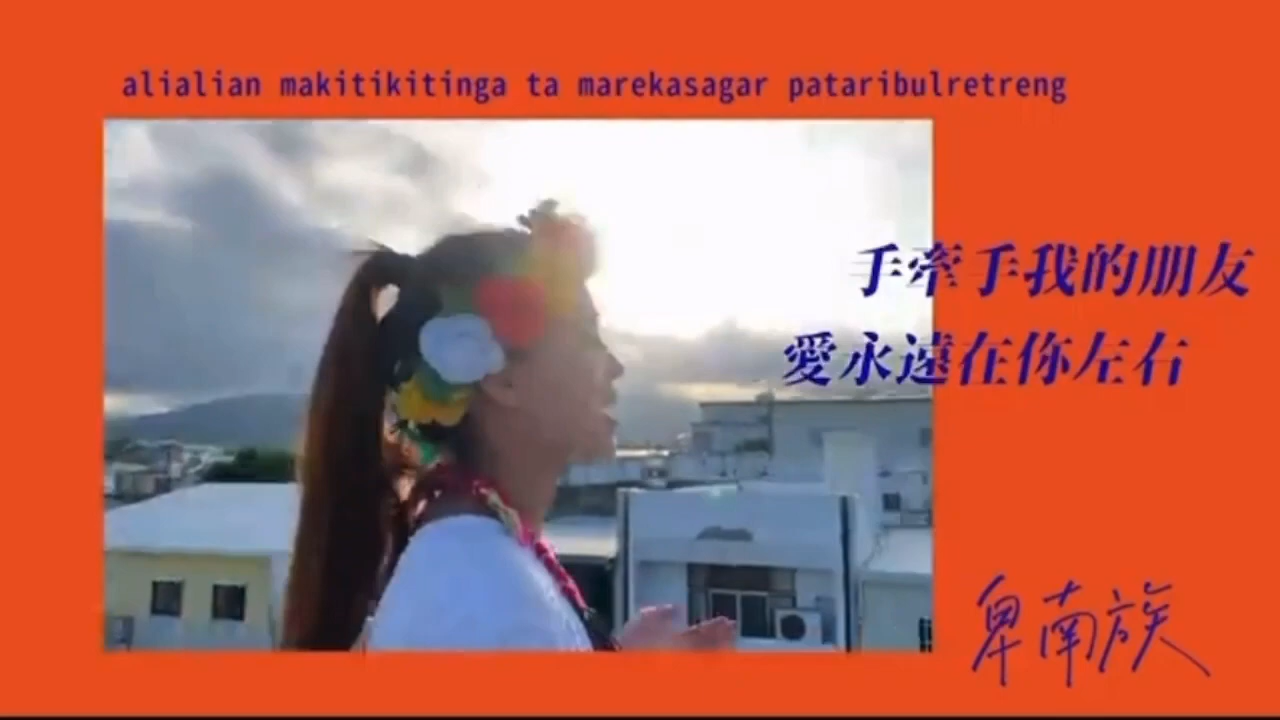 alialian makitikitinga ta marekasagar pataribulretreng
手牽手我的朋友
愛永遠在你左右
卑南族